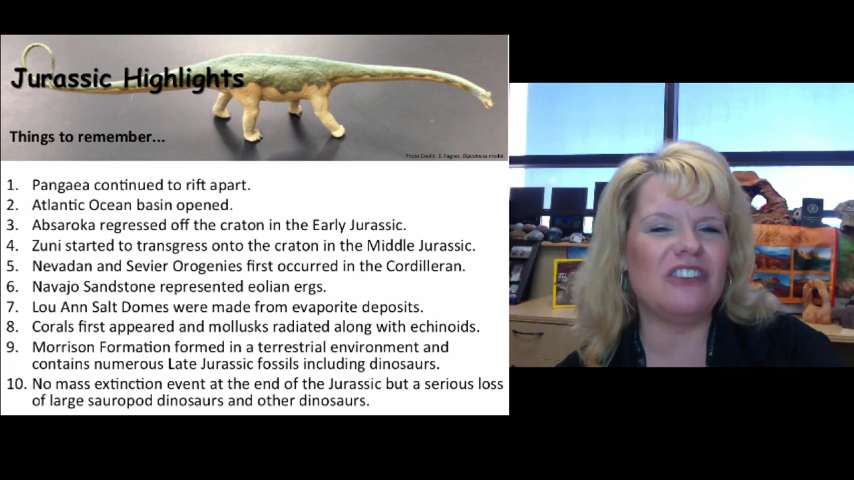 Jurassic Highlights
Things to remember...
Photo Credit: S. Pagnac, Diplodocus model
1. Pangaea continued to rift apart.
2. Atlantic Ocean basin opened.
3. Absaroka regressed off the craton in the Early Jurassic.
4. Zuni started to transgress onto the craton in the Middle Jurassic.
5. Nevadan and Sevier Orogenies first occurred in the Cordilleran.
6. Navajo Sandstone represented eolian ergs.
7. Lou Ann Salt Domes were made from evaporite deposits.
8. Corals first appeared and mollusks radiated along with echinoids.
9. Morrison Formation formed in a terrestrial environment and
contains numerous Late Jurassic fossils including dinosaurs.
10. No mass extinction event at the end of the Jurassic but a serious loss
of large sauropod dinosaurs and other dinosaurs.